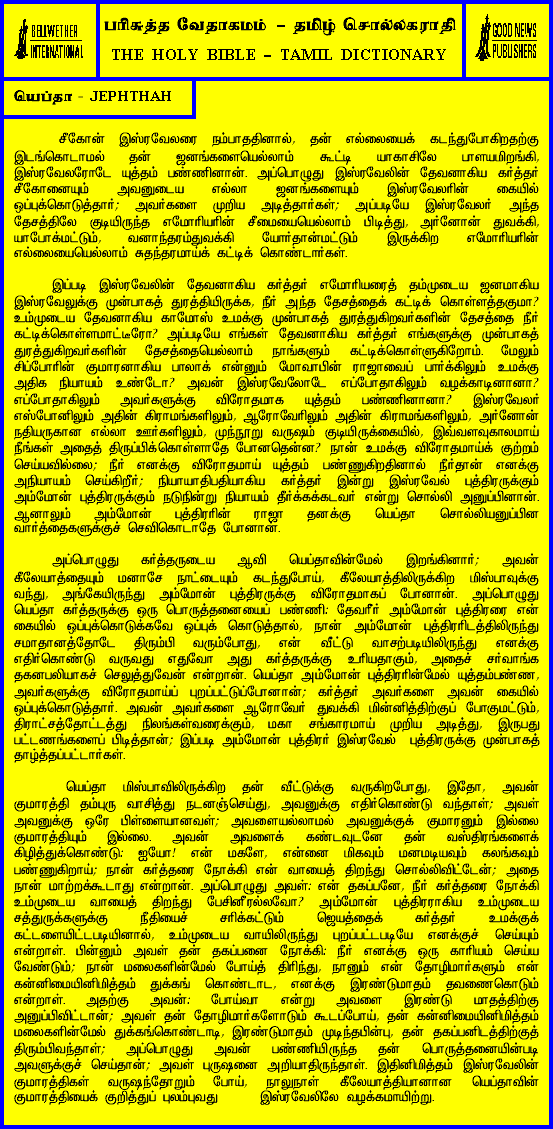 BELLWETHER
INTERNATIONAL
பரிசுத்த வேதாகமம் – தமிழ் சொல்லகராதி
THE HOLY BIBLE – TAMIL DICTIONARY
GOOD NEWS
PUBLISHERS
யெப்தா - JEPHTHAH
சீகோன் இஸ்ரவேலரை நம்பாததினால், தன் எல்லையைக் கடந்துபோகிறதற்கு
இடங்கொடாமல் தன் ஜனங்களையெல்லாம் கூட்டி யாகாசிலே பாளயமிறங்கி,
இஸ்ரவேலரோடே யுத்தம் பண்ணினான். அப்பொழுது இஸ்ரவேலின் தேவனாகிய கர்த்தர்
சீகோனையும் அவனுடைய எல்லா ஜனங்களையும் இஸ்ரவேலரின் கையில்
ஒப்புக்கொடுத்தார்; அவர்களை முறிய அடித்தார்கள்; அப்படியே இஸ்ரவேலர் அந்த
தேசத்திலே குடியிருந்த எமோரியரின் சீமையையெல்லாம் பிடித்து, அர்னோன் துவக்கி,
யாபோக்மட்டும், வனாந்தரம்துவக்கி யோர்தான்மட்டும் இருக்கிற எமோரியரின்
எல்லையையெல்லாம் சுதந்தரமாய்க் கட்டிக் கொண்டார்கள்.
இப்படி இஸ்ரவேலின் தேவனாகிய கர்த்தர் எமோரியரைத் தம்முடைய ஜனமாகிய
இஸ்ரவேலுக்கு முன்பாகத் துரத்தியிருக்க, நீர் அந்த தேசத்தைக் கட்டிக் கொள்ளத்தகுமா?
உம்முடைய தேவனாகிய காமோஸ் உமக்கு முன்பாகத் துரத்துகிறவர்களின் தேசத்தை நீர்
கட்டிக்கொள்ளமாட்டீரோ? அப்படியே எங்கள் தேவனாகிய கர்த்தர் எங்களுக்கு முன்பாகத்
துரத்துகிறவர்களின் தேசத்தையெல்லாம் நாங்களும் கட்டிக்கொள்ளுகிறோம். மேலும்
சிப்போரின் குமாரனாகிய பாலாக் என்னும் மோவாபின் ராஜாவைப் பார்க்கிலும் உமக்கு
அதிக நியாயம் உண்டோ? அவன் இஸ்ரவேலோடே எப்போதாகிலும் வழக்காடினானா?
எப்போதாகிலும் அவர்களுக்கு விரோதமாக யுத்தம் பண்ணினானா? இஸ்ரவேலர்
எஸ்போனிலும் அதின் கிராமங்களிலும், ஆரோவேரிலும் அதின் கிராமங்களிலும், அர்னோன்
நதியருகான எல்லா ஊர்களிலும், முந்நூறு வருஷம் குடியிருக்கையில், இவ்வளவுகாலமாய்
நீங்கள் அதைத் திருப்பிக்கொள்ளாதே போனதென்ன? நான் உமக்கு விரோதமாய்க் குற்றம்
செய்யவில்லை; நீர் எனக்கு விரோதமாய் யுத்தம் பண்ணுகிறதினால் நீர்தான் எனக்கு
அநியாயம் செய்கிறீர்; நியாயாதிபதியாகிய கர்த்தர் இன்று இஸ்ரவேல் புத்திரருக்கும்
அம்மோன் புத்திரருக்கும் நடுநின்று நியாயம் தீர்க்கக்கடவர் என்று சொல்லி அனுப்பினான்.
ஆனாலும் அம்மோன் புத்திரரின் ராஜா தனக்கு யெப்தா சொல்லியனுப்பின
வார்த்தைகளுக்குச் செவிகொடாதே போனான்.
அப்பொழுது கர்த்தருடைய ஆவி யெப்தாவின்மேல் இறங்கினார்; அவன்
கீலேயாத்தையும் மனாசே நாட்டையும் கடந்துபோய், கீலேயாத்திலிருக்கிற மிஸ்பாவுக்கு
வந்து, அங்கேயிருந்து அம்மோன் புத்திரருக்கு விரோதமாகப் போனான். அப்பொழுது
யெப்தா கர்த்தருக்கு ஒரு பொருத்தனையைப் பண்ணி: தேவரீர் அம்மோன் புத்திரரை என்
கையில் ஒப்புக்கொடுக்கவே ஒப்புக் கொடுத்தால், நான் அம்மோன் புத்திரரிடத்திலிருந்து
சமாதானத்தோடே திரும்பி வரும்போது, என் வீட்டு வாசற்படியிலிருந்து எனக்கு
எதிர்கொண்டு வருவது எதுவோ அது கர்த்தருக்கு உரியதாகும், அதைச் சர்வாங்க
தகனபலியாகச் செலுத்துவேன் என்றான். யெப்தா அம்மோன் புத்திரரின்மேல் யுத்தம்பண்ண,
அவர்களுக்கு விரோதமாய்ப் புறப்பட்டுப்போனான்; கர்த்தர் அவர்களை அவன் கையில்
ஒப்புக்கொடுத்தார். அவன் அவர்களை ஆரோவேர் துவக்கி மின்னித்திற்குப் போகுமட்டும்,
திராட்சத்தோட்டத்து நிலங்கள்வரைக்கும், மகா சங்காரமாய் முறிய அடித்து, இருபது
பட்டணங்களைப் பிடித்தான்; இப்படி அம்மோன் புத்திரர் இஸ்ரவேல் புத்திரருக்கு முன்பாகத்
தாழ்த்தப்பட்டார்கள்.
யெப்தா மிஸ்பாவிலிருக்கிற தன் வீட்டுக்கு வருகிறபோது, இதோ, அவன்
குமாரத்தி தம்புரு வாசித்து நடனஞ்செய்து, அவனுக்கு எதிர்கொண்டு வந்தாள்; அவள்
அவனுக்கு ஒரே பிள்ளையானவள்; அவளையல்லாமல் அவனுக்குக் குமாரனும் இல்லை
குமாரத்தியும் இல்லை. அவன் அவளைக் கண்டவுடனே தன் வஸ்திரங்களைக்
கிழித்துக்கொண்டு: ஐயோ! என் மகளே, என்னை மிகவும் மனமடியவும் கலங்கவும்
பண்ணுகிறாய்; நான் கர்த்தரை நோக்கி என் வாயைத் திறந்து சொல்லிவிட்டேன்; அதை
நான் மாற்றக்கூடாது என்றான். அப்பொழுது அவள்: என் தகப்பனே, நீர் கர்த்தரை நோக்கி
உம்முடைய வாயைத் திறந்து பேசினீரல்லவோ? அம்மோன் புத்திரராகிய உம்முடைய
சத்துருக்களுக்கு நீதியைச் சரிக்கட்டும் ஜெயத்தைக் கர்த்தர் உமக்குக்
கட்டளையிட்டபடியினால், உம்முடைய வாயிலிருந்து புறப்பட்டபடியே எனக்குச் செய்யும்
என்றாள். பின்னும் அவள் தன் தகப்பனை நோக்கி: நீர் எனக்கு ஒரு காரியம் செய்ய
வேண்டும்; நான் மலைகளின்மேல் போய்த் திரிந்து, நானும் என் தோழிமார்களும் என்
கன்னிமையினிமித்தம் துக்கங் கொண்டாட, எனக்கு இரண்டுமாதம் தவணைகொடும்
என்றாள். அதற்கு அவன்: போய்வா என்று அவளை இரண்டு மாதத்திற்கு
அனுப்பிவிட்டான்; அவள் தன் தோழிமார்களோடும் கூடப்போய், தன் கன்னிமையினிமித்தம்
மலைகளின்மேல் துக்கங்கொண்டாடி, இரண்டுமாதம் முடிந்தபின்பு, தன் தகப்பனிடத்திற்குத்
திரும்பிவந்தாள்; அப்பொழுது அவன் பண்ணியிருந்த தன் பொருத்தனையின்படி
அவளுக்குச் செய்தான்; அவள் புருஷனை அறியாதிருந்தாள். இதினிமித்தம் இஸ்ரவேலின்
குமாரத்திகள் வருஷந்தோறும் போய், நாலுநாள் கீலேயாத்தியானான யெப்தாவின்
குமாரத்தியைக் குறித்துப் புலம்புவது இஸ்ரவேலிலே வழக்கமாயிற்று.